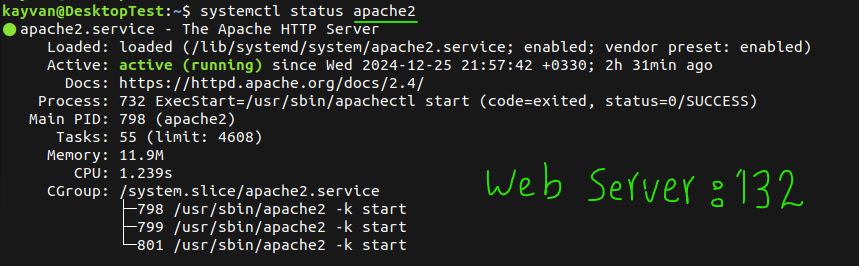 kayvan@DesktopTest:~$ systemctl status apache2
● apache2.service - The Apache HTTP Server
Loaded: loaded (/lib/systemd/system/apache2.service; enabled; vendor preset: enabled)
Active: active (running) since Wed 2024-12-25 21:57:42 +0330; 2h 31min ago
Docs: https://httpd.apache.org/docs/2.4/
Process: 732 ExecStart=/usr/sbin/apachectl start (code=exited, status=0/SUCCESS)
Main PID: 798 (apache2)
Tasks: 55 (limit: 4608)
Memory: 11.9M
CPU: 1.239s
CGroup: /system.slice/apache2.service
├─798 /usr/sbin/apache2 -k start
├─799 /usr/sbin/apache2 -k start
└─801 /usr/sbin/apache2 -k start
Web Server: 132